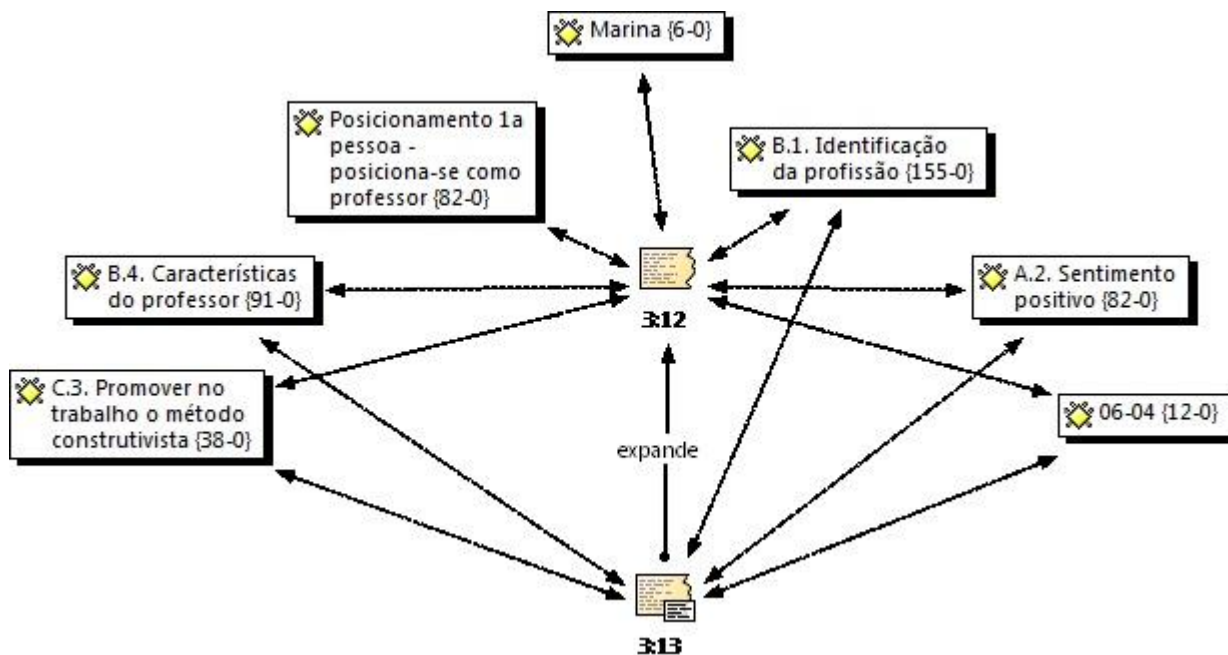 Marina {6-0}
Posicionamento 1a
pessoa -
posiciona-se como
professor {82-0}
B.1. Identificação
da profissão {155-0}
B.4. Características
do professor {91-0}
3:12
A.2. Sentimento
positivo {82-0}
C.3. Promover no
trabalho o método
construtivista {38-0}
06-04 {12-0}
expande
3:13